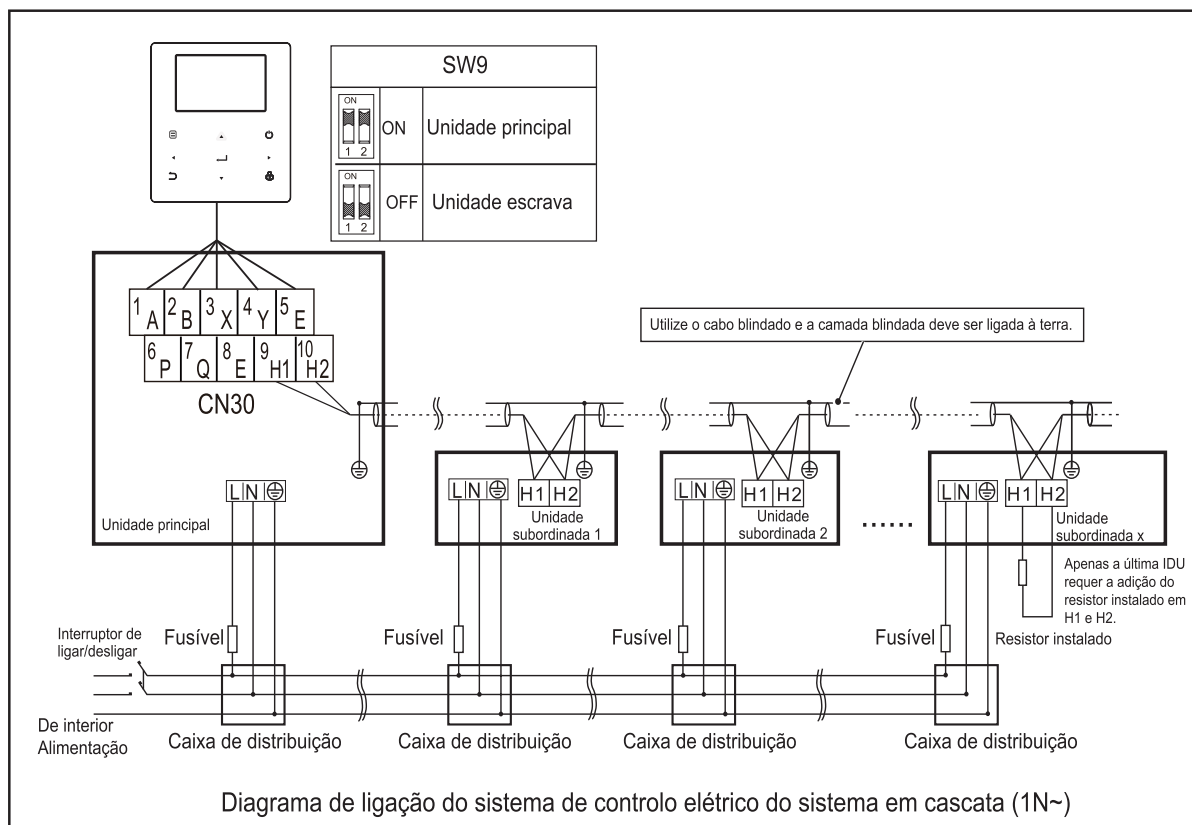 SW9
ON
1 2
ON
Unidade principal
ON
1 2
OFF
Unidade escrava
1 A
2 B
3 X
4 Y
5 E
6 P
7 Q
8 E
9 H1
10 H2
CN30
Utilize o cabo blindado e a camada blindada deve ser ligada à terra.
L N
Unidade principal
L N
H1 H2
Unidade
subordinada 1
L N
H1 H2
Unidade
subordinada 2
......
L N
H1 H2
Unidade
subordinada x
Apenas a última IDU
requer a adição do
resistor instalado em
H1 e H2.
Resistor instalado
Interruptor de
ligar/desligar
Fusível
Fusível
Fusível
Fusível
De interior
Alimentação
Caixa de distribuição
Caixa de distribuição
Caixa de distribuição
Caixa de distribuição
Diagrama de ligação do sistema de controlo elétrico do sistema em cascata (1N~)